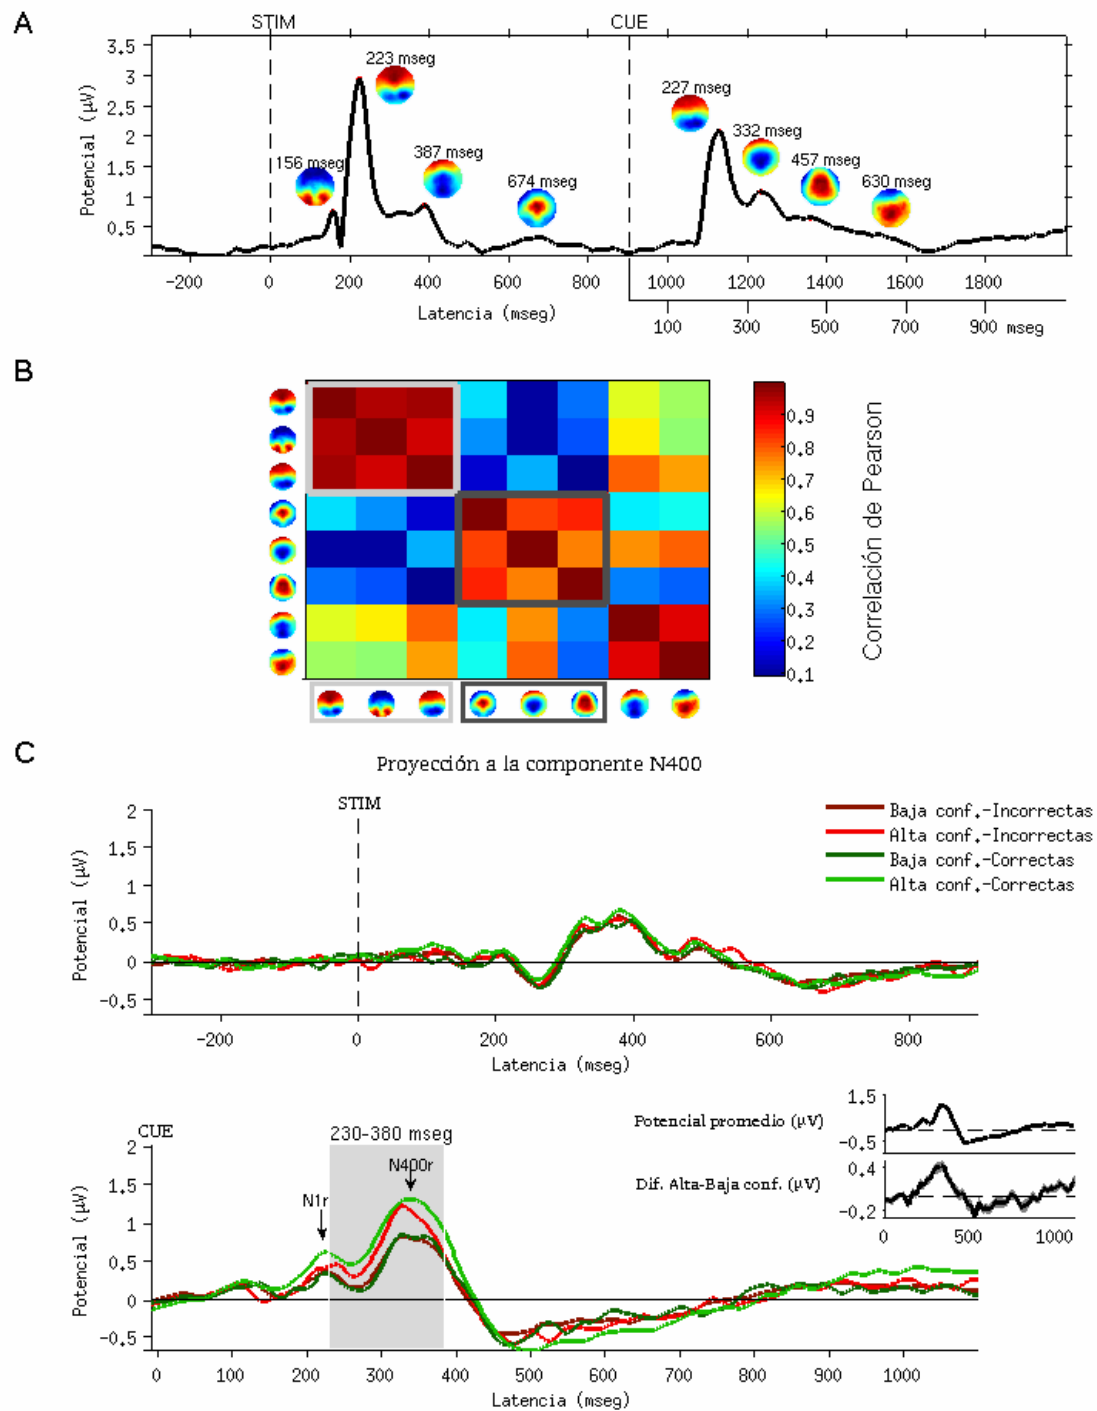 A
STIM
CUE
Potencial (µV)
3.5
3
2.5
2
1.5
1
0.5
156 mseg
223 mseg
387 mseg
674 mseg
227 mseg
332 mseg
457 mseg
630 mseg
-200 0 200 400 600 800 1000 1200 1400 1600 1800
Latencia (mseg)
100 300 500 700 900 mseg
B
0.9
0.8
0.7
0.6
0.5
0.4
0.3
0.2
0.1
Correlación de Pearson
C
Proyección a la componente N400
STIM
Potencial (µV)
2
1.5
1
0.5
0
-0.5
Baja conf.-Incorrectas
Alta conf.-Incorrectas
Baja conf.-Correctas
Alta conf.-Correctas
-200 0 200 400 600 800
Latencia (mseg)
CUE
Potencial (µV)
2
1.5
1
0.5
0
-0.5
230-380 mseg
N1r
N400r
Potencial promedio (µV)
1.5
-0.5
Dif. Alta-Baja conf. (µV)
0.4
-0.2
0 500 1000
0 100 200 300 400 500 600 700 800 900 1000
Latencia (mseg)